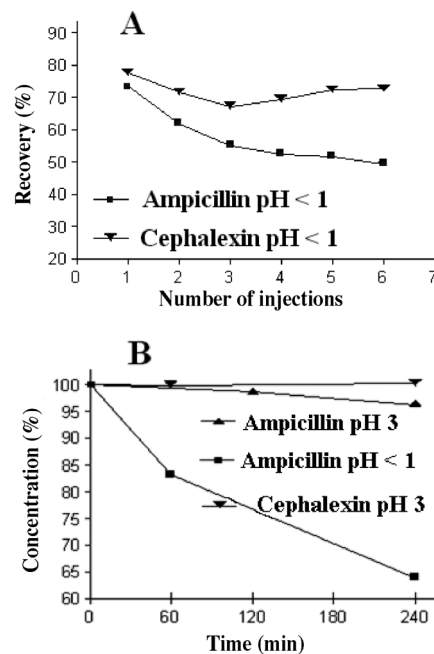 A
90
80
70
60
50
40
30
20
Recovery (%)
Ampicillin pH < 1
Cephalexin pH < 1
0 1 2 3 4 5 6 7
Number of injections
B
100
95
90
85
80
75
70
65
60
Concentration (%)
Ampicillin pH 3
Ampicillin pH < 1
Cephalexin pH 3
0 60 120 180 240
Time (min)